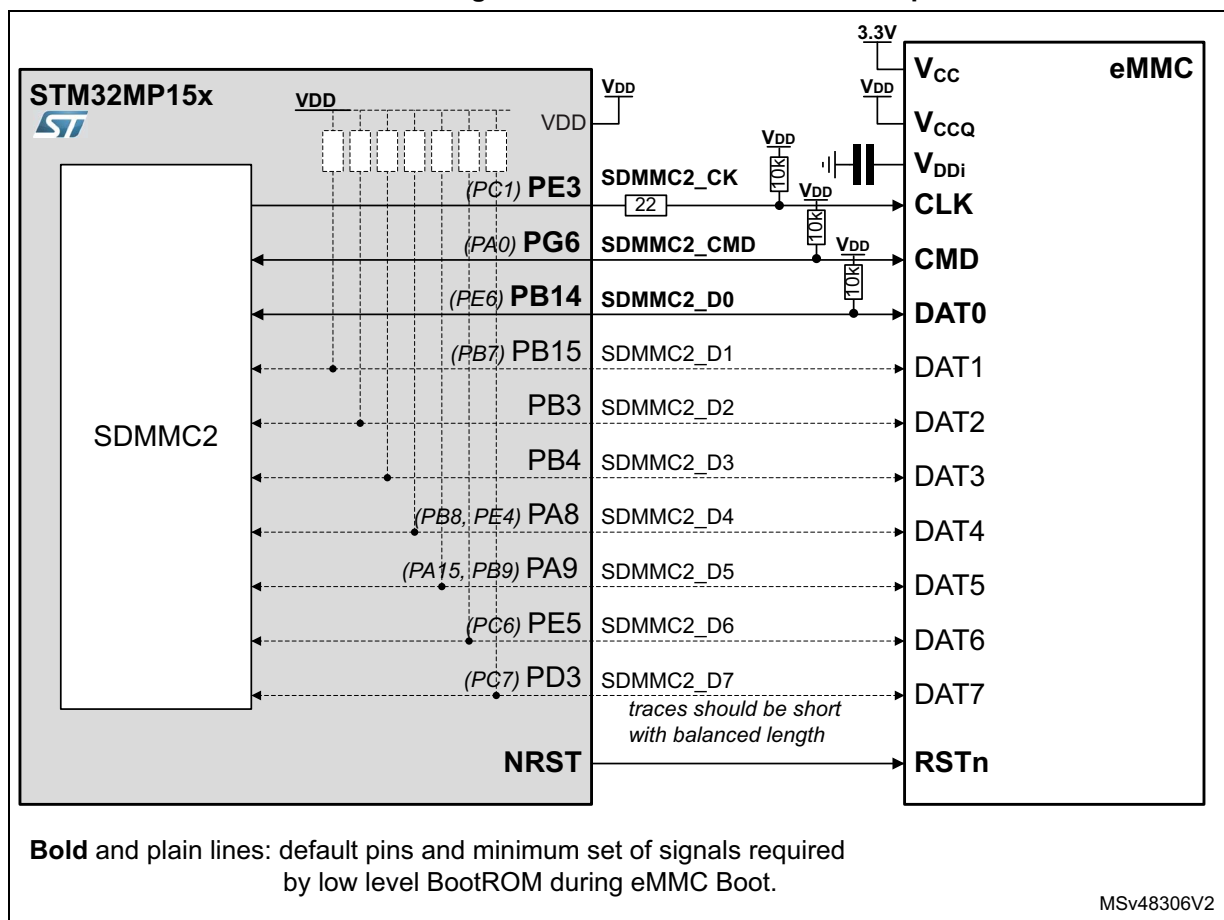 3.3V
VCC
eMMC
STM32MP15x
ST
VDD
VDD
VDD
VDD
VCCQ
VDD
10k
VDDi
(PC1) PE3
SDMMC2_CK
22
CLK
VDD
10k
(PA0) PG6
SDMMC2_CMD
CMD
VDD
10k
(PE6) PB14
SDMMC2_D0
DAT0
(PB7) PB15
SDMMC2_D1
DAT1
PB3
SDMMC2_D2
DAT2
SDMMC2
PB4
SDMMC2_D3
DAT3
(PB8, PE4) PA8
SDMMC2_D4
DAT4
(PA15, PB9) PA9
SDMMC2_D5
DAT5
(PC6) PE5
SDMMC2_D6
DAT6
(PC7) PD3
SDMMC2_D7
DAT7
traces should be short
with balanced length
NRST
RSTn
Bold and plain lines: default pins and minimum set of signals required
by low level BootROM during eMMC Boot.
MSv48306V2